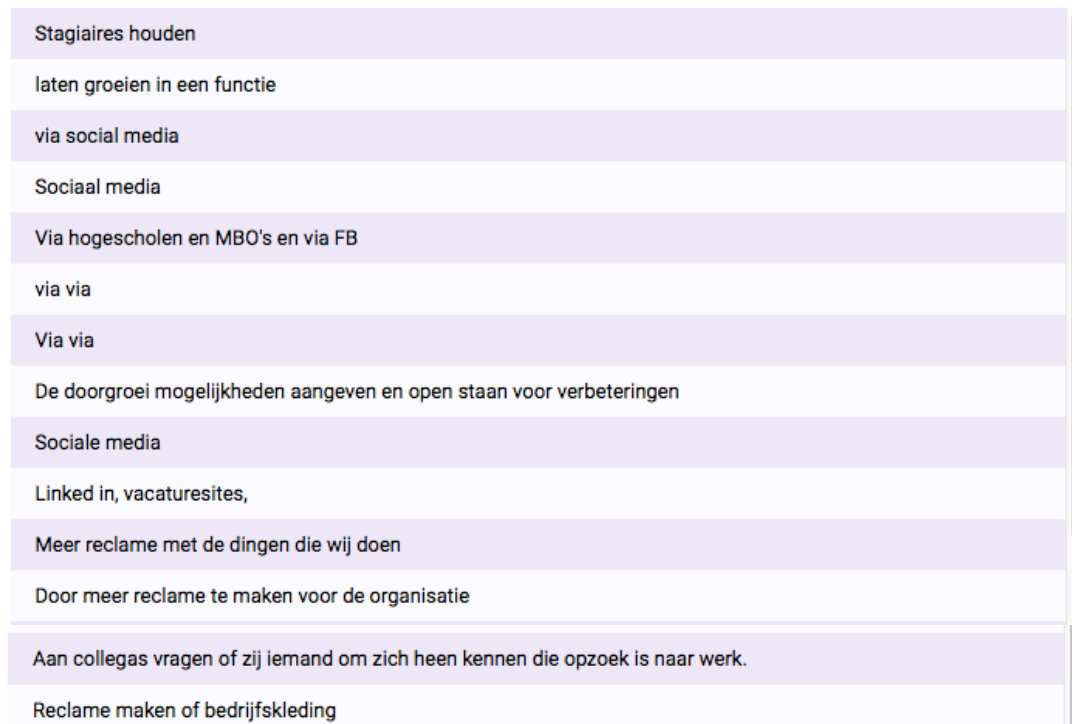 Stagiaires houden
laten groeien in een functie
via social media
Sociaal media
Via hogescholen en MBO's en via FB
via via
Via via
De doorgroei mogelijkheden aangeven en open staan voor verbeteringen
Sociale media
Linked in, vacaturesites,
Meer reclame met de dingen die wij doen
Door meer reclame te maken voor de organisatie
Aan collegas vragen of zij iemand om zich heen kennen die opzoek is naar werk.
Reclame maken of bedrijfskleding